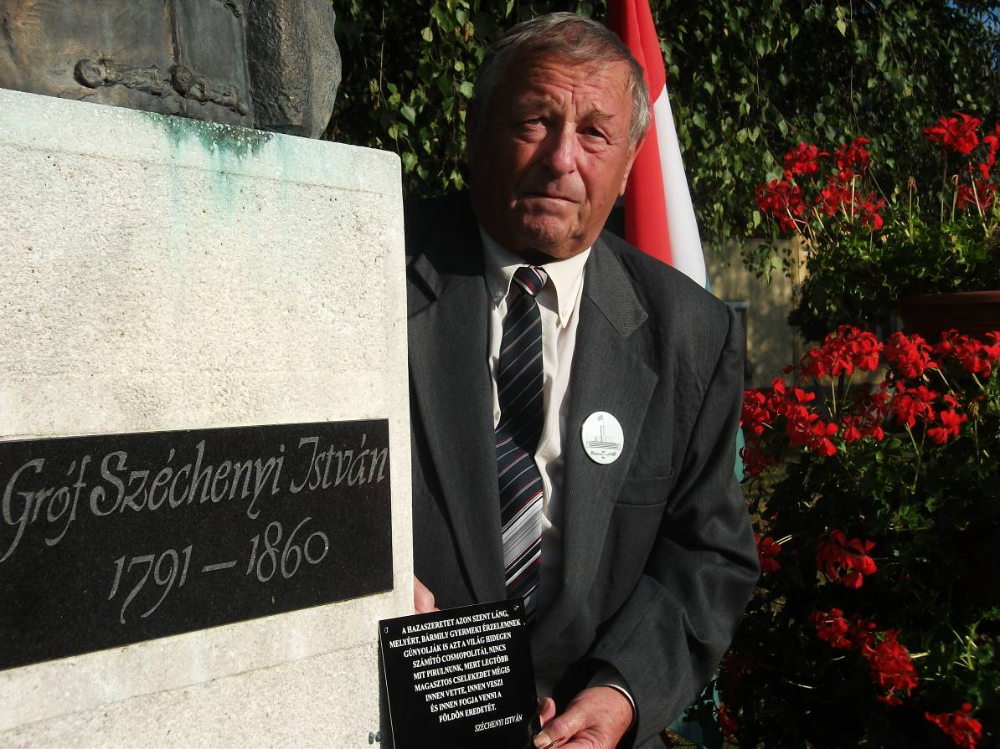 Gróf Széchenyi István
1791 – 1860
A HAZASZERETET AZON SZENT LÁNG,
MELYÉRT, BÁRMILY GYERMEKI ÉRZELEMNEK
GÚNYOLJÁK IS AZT A VILÁG HIDEGEN
SZÁMÍTÓ COSMOPOLITÁI, NINCS
MIT PIRULNUNK, MERT LEGTÖBB
MAGASZTOS CSELEKEDET MÉGIS
INNEN VETTE, INNEN VESZI
ÉS INNEN FOGJA VENNI A
FÖLDÖN EREDETÉT.
SZÉCHENYI ISTVÁN